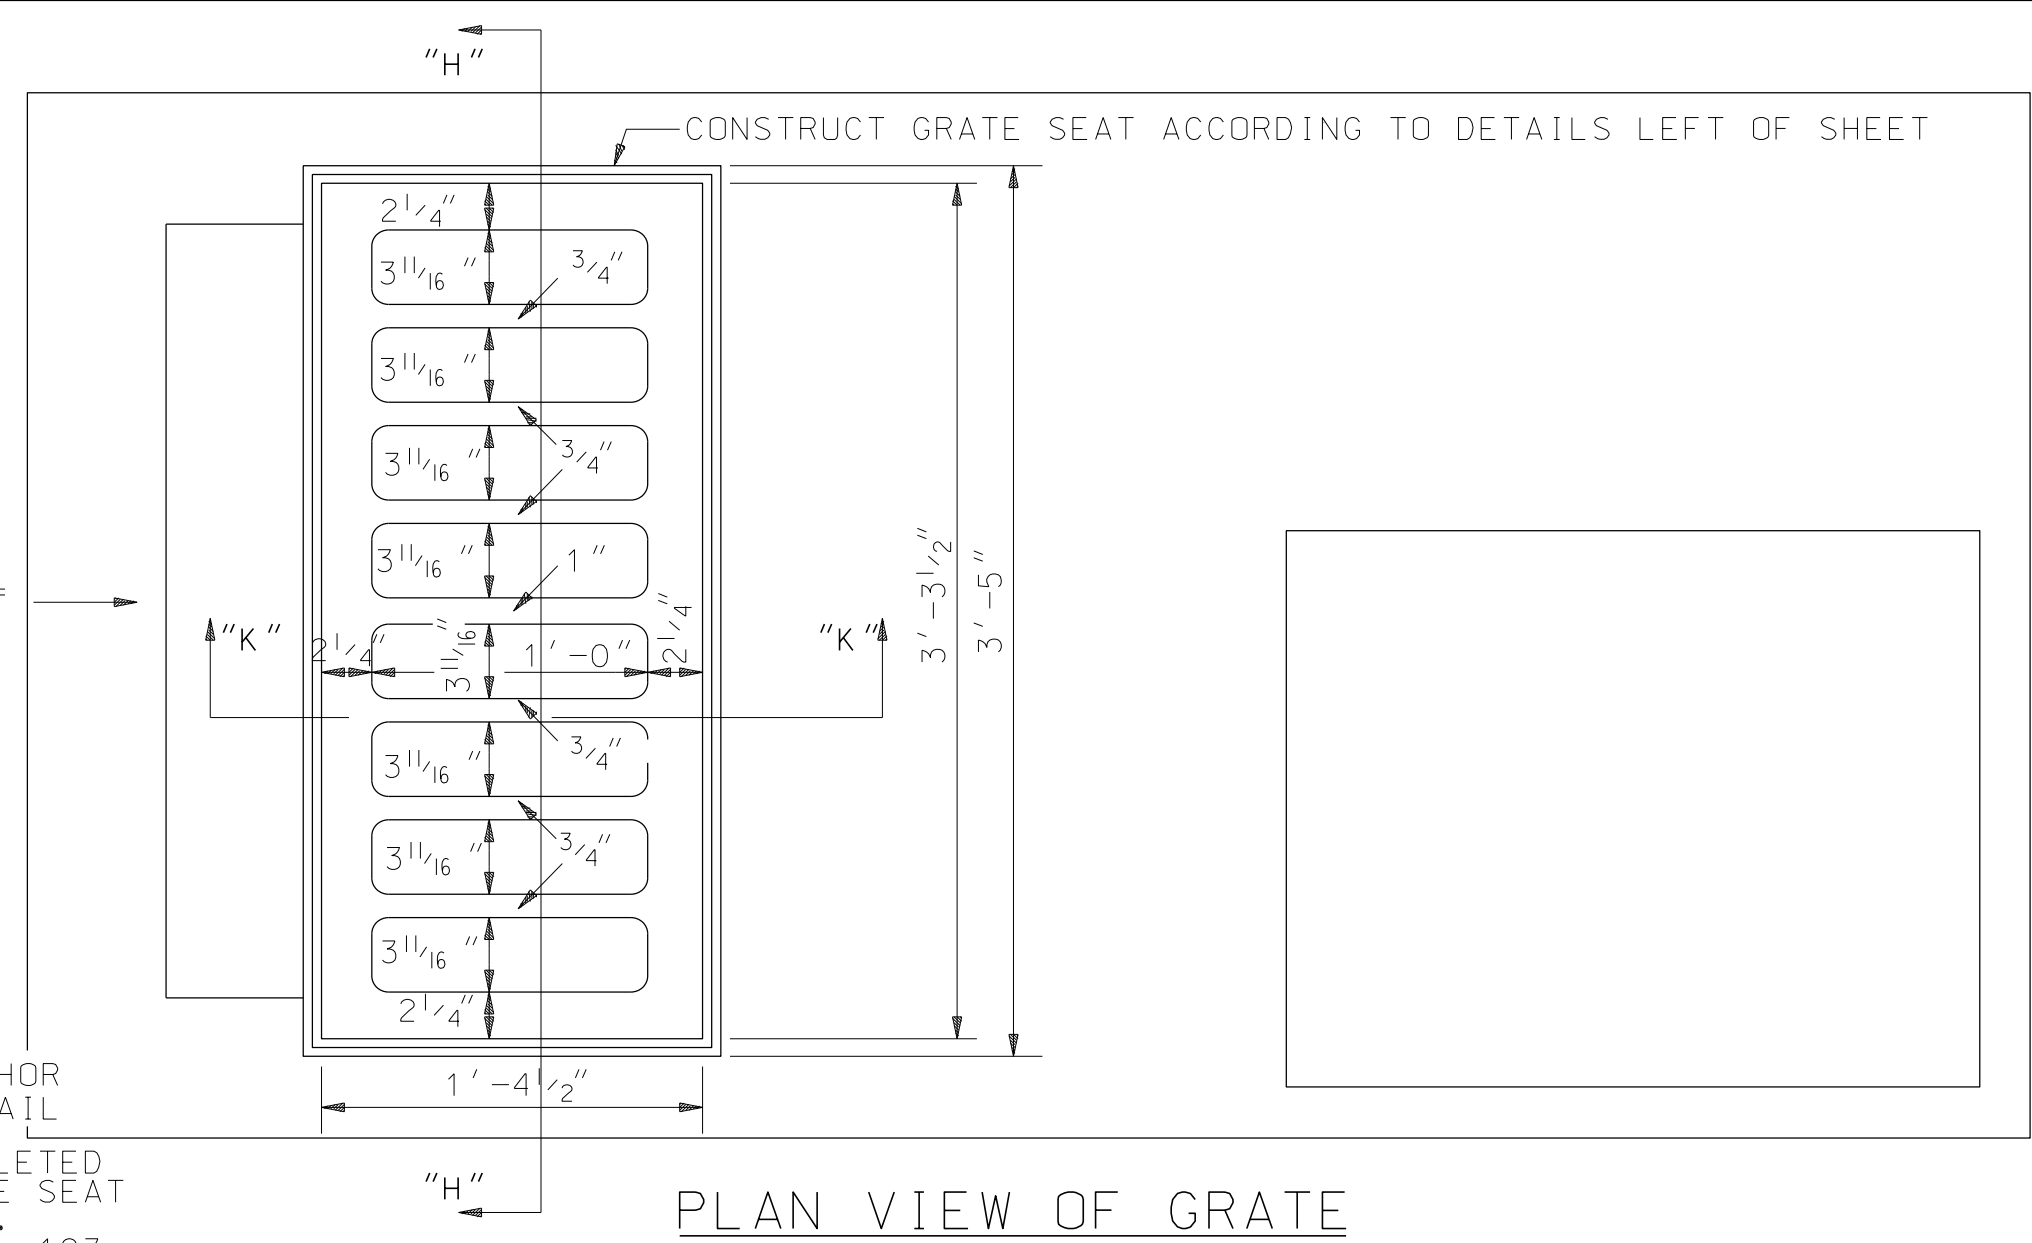 "H"
CONSTRUCT GRATE SEAT ACCORDING TO DETAILS LEFT OF SHEET
2 1/4"
3 11/16 "
3/4"
3 11/16 "
3/4"
3 11/16 "
3 11/16 "
1 "
3'-3 1/2"
3'-5"
"K"
2 1/4"
3 11/16 "
1'-0"
2 1/4"
"K"
3/4"
3 11/16 "
3/4"
3 11/16 "
3 11/16 "
2 1/4"
1'-4 1/2"
HOR
AIL
LETED
E SEAT
"H"
PLAN VIEW OF GRATE